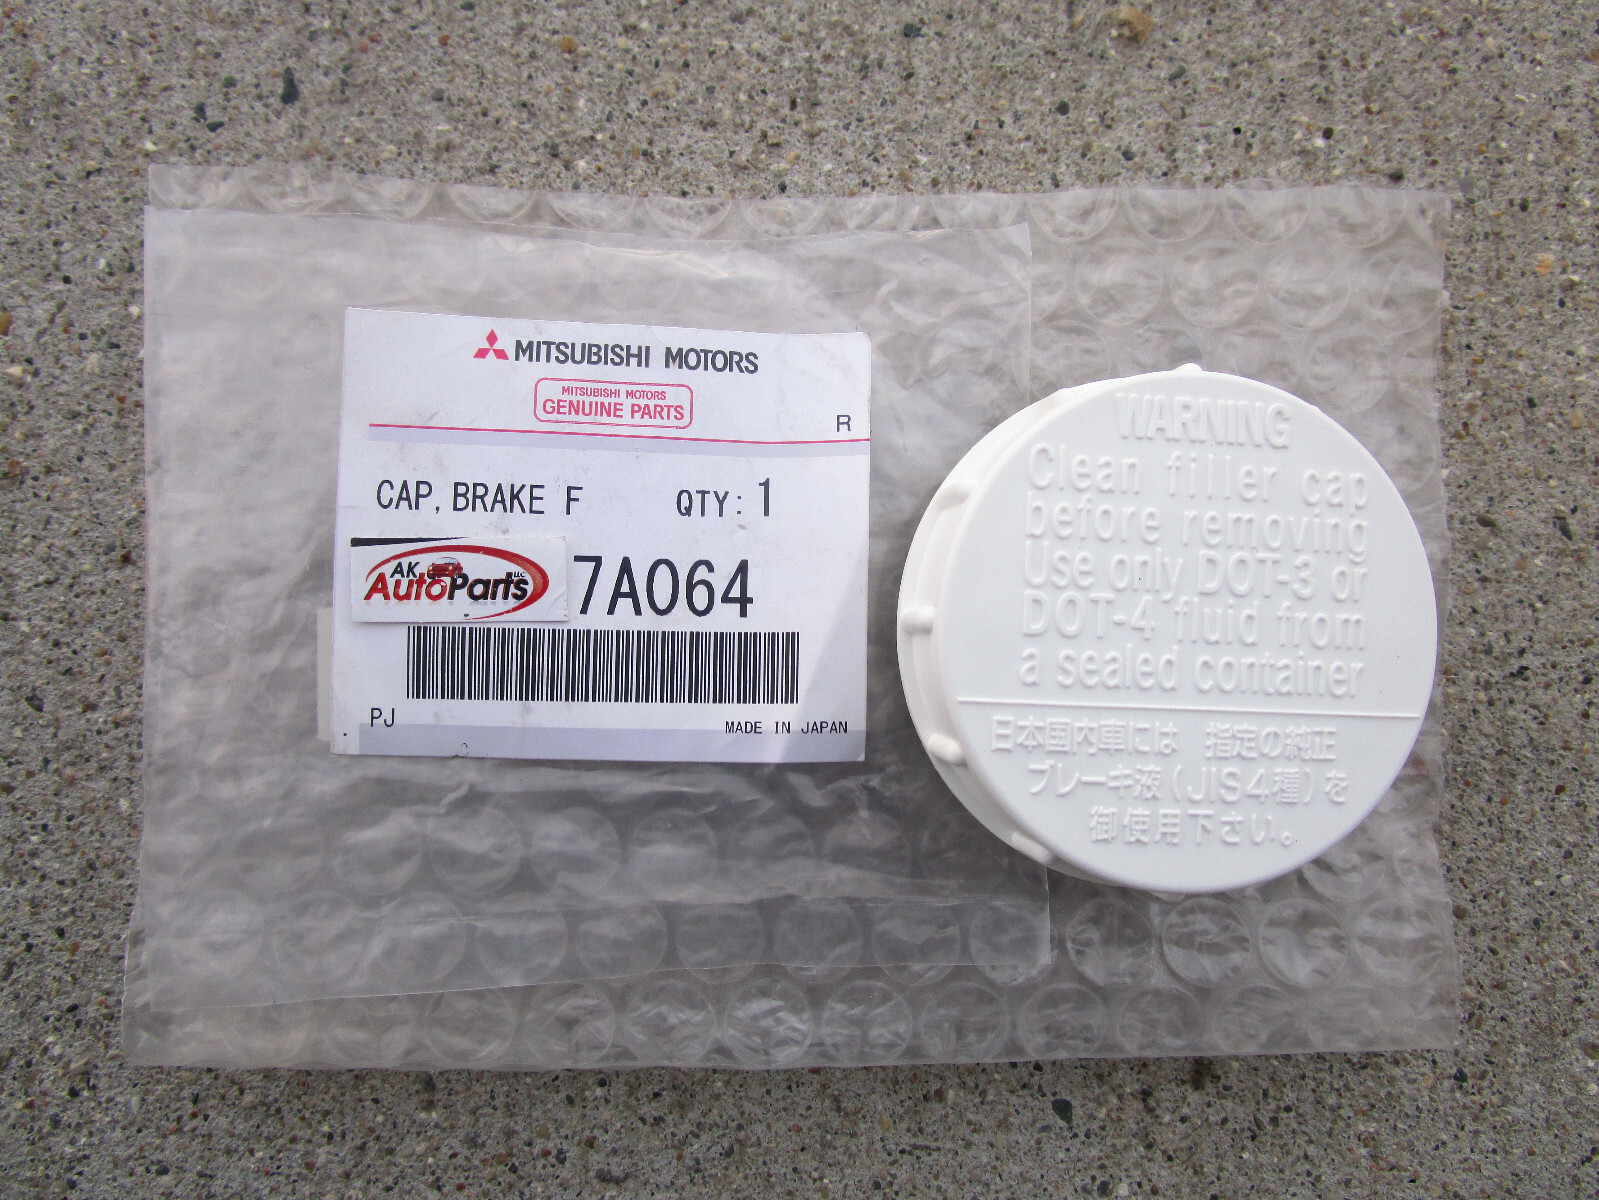 MITSUBISHI MOTORS
MITSUBISHI MOTORS
GENUINE PARTS
R
CAP, BRAKE F QTY: 1
AK
AutoParts LLC
7A064
PJ
MADE IN JAPAN
WARNING
Clean filler cap
before removing
Use only DOT-3 or
DOT-4 fluid from
a sealed container
日本国内車には 指定の純正
ブレーキ液(JIS4種)を
御使用下さい。